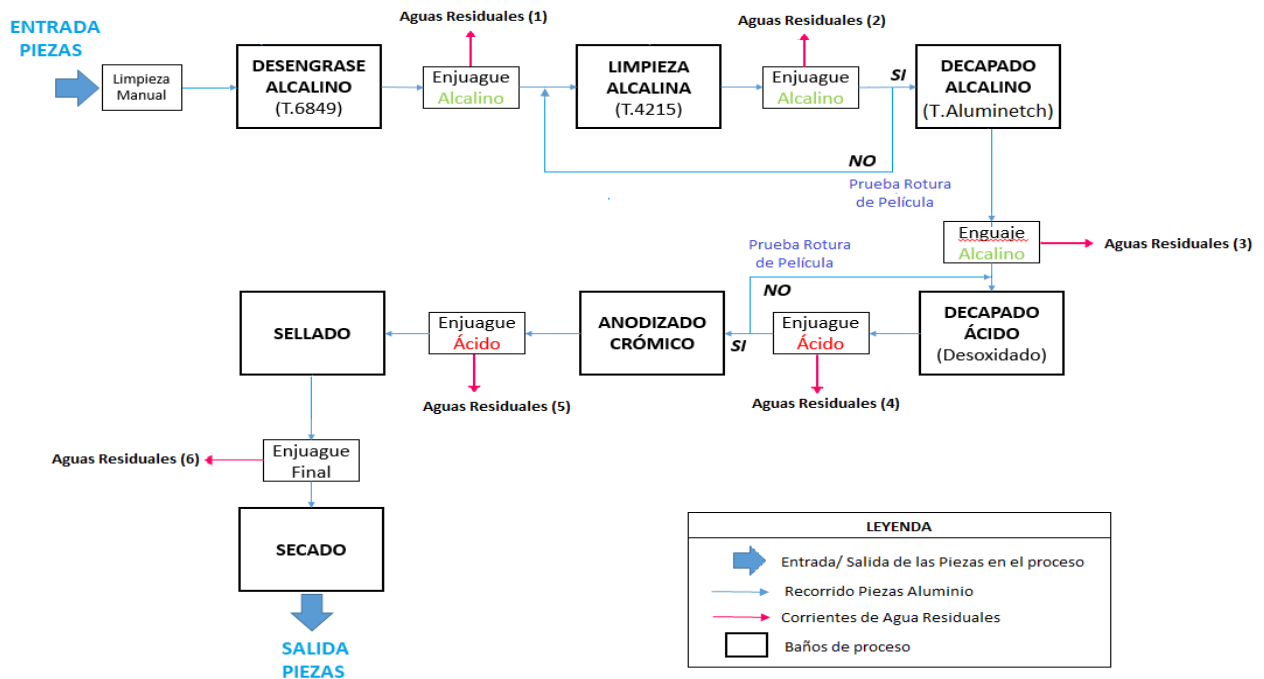 ENTRADA
PIEZAS
Limpieza
Manual
DESENGRASE
ALCALINO
(T.6849)
Aguas Residuales (1)
Enjuague
Alcalino
LIMPIEZA
ALCALINA
(T.4215)
Aguas Residuales (2)
Enjuague
Alcalino
SI
NO
Prueba Rotura
de Película
DECAPADO
ALCALINO
(T.Aluminetch)
Enguaje
Alcalino
Aguas Residuales (3)
DECAPADO
ÁCIDO
(Desoxidado)
Prueba Rotura
de Película
NO
Enjuague
Ácido
SI
Aguas Residuales (4)
ANODIZADO
CRÓMICO
Enjuague
Ácido
Aguas Residuales (5)
SELLADO
Enjuague
Final
Aguas Residuales (6)
SECADO
SALIDA
PIEZAS
LEYENDA
Entrada/ Salida de las Piezas en el proceso
Recorrido Piezas Aluminio
Corrientes de Agua Residuales
Baños de proceso